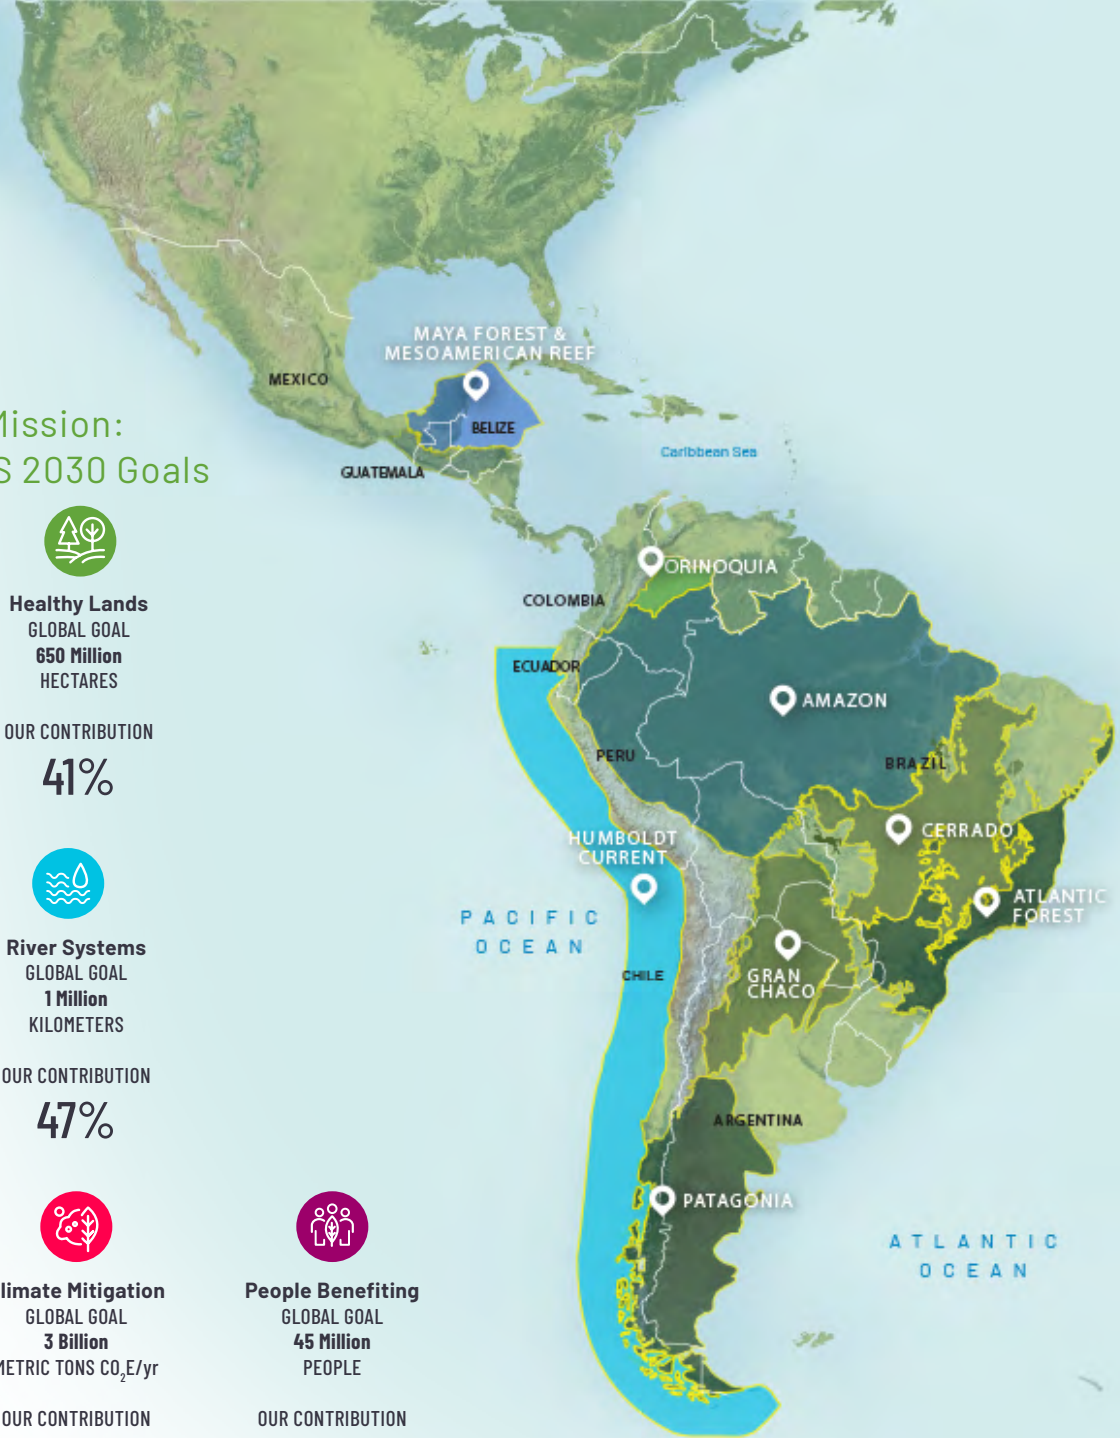 Mission:
S 2030 Goals
Healthy Lands
GLOBAL GOAL
650 Million
HECTARES
OUR CONTRIBUTION
41%
River Systems
GLOBAL GOAL
1 Million
KILOMETERS
OUR CONTRIBUTION
47%
limate Mitigation
GLOBAL GOAL
3 Billion
METRIC TONS CO₂E/yr
OUR CONTRIBUTION
People Benefiting
GLOBAL GOAL
45 Million
PEOPLE
OUR CONTRIBUTION
MAYA FOREST &
MESOAMERICAN REEF
MEXICO
BELIZE
GUATEMALA
Caribbean Sea
ORINOQUIA
COLOMBIA
ECUADOR
AMAZON
PERU
BRAZIL
CERRADO
HUMBOLDT
CURRENT
ATLANTIC
FOREST
PACIFIC
OCEAN
GRAN
CHACO
CHILE
ARGENTINA
PATAGONIA
ATLANTIC
OCEAN